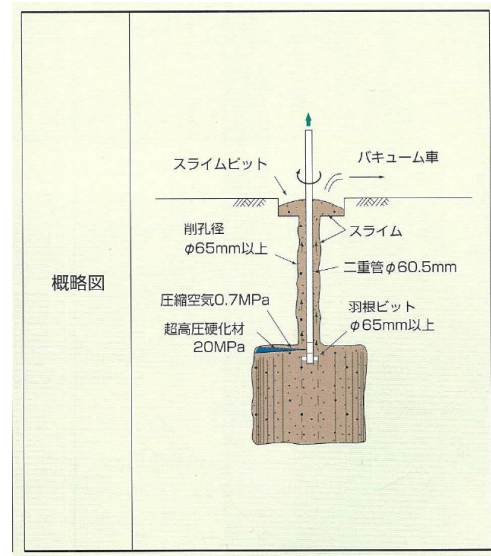 概略図
スライムピット
バキューム車
削孔径
φ65mm以上
スライム
二重管φ60.5mm
圧縮空気0.7MPa
超高圧硬化材
20MPa
羽根ビット
φ65mm以上